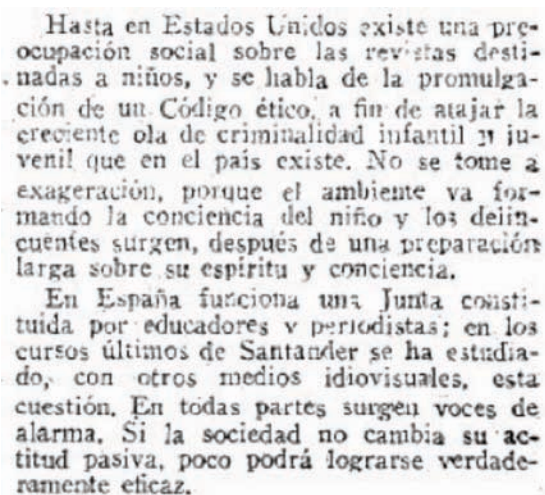 Hasta en Estados Unidos existe una pre-
ocupación social sobre las revistas desti-
nadas a niños, y se habla de la promulga-
ción de un Código ético, a fin de atajar la
creciente ola de criminalidad infantil y ju-
venil que en el país existe. No se tome a
exageración, porque el ambiente va for-
mando la conciencia del niño y los delin-
cuentes surgen, después de una preparación
larga sobre su espíritu y conciencia.
En España funciona una Junta consti-
tuida por educadores y periodistas; en los
cursos últimos de Santander se ha estudia-
do, con otros medios idiovisuales, esta
cuestión. En todas partes surgen voces de
alarma. Si la sociedad no cambia su ac-
titud pasiva, poco podrá lograrse verdade-
ramente eficaz.